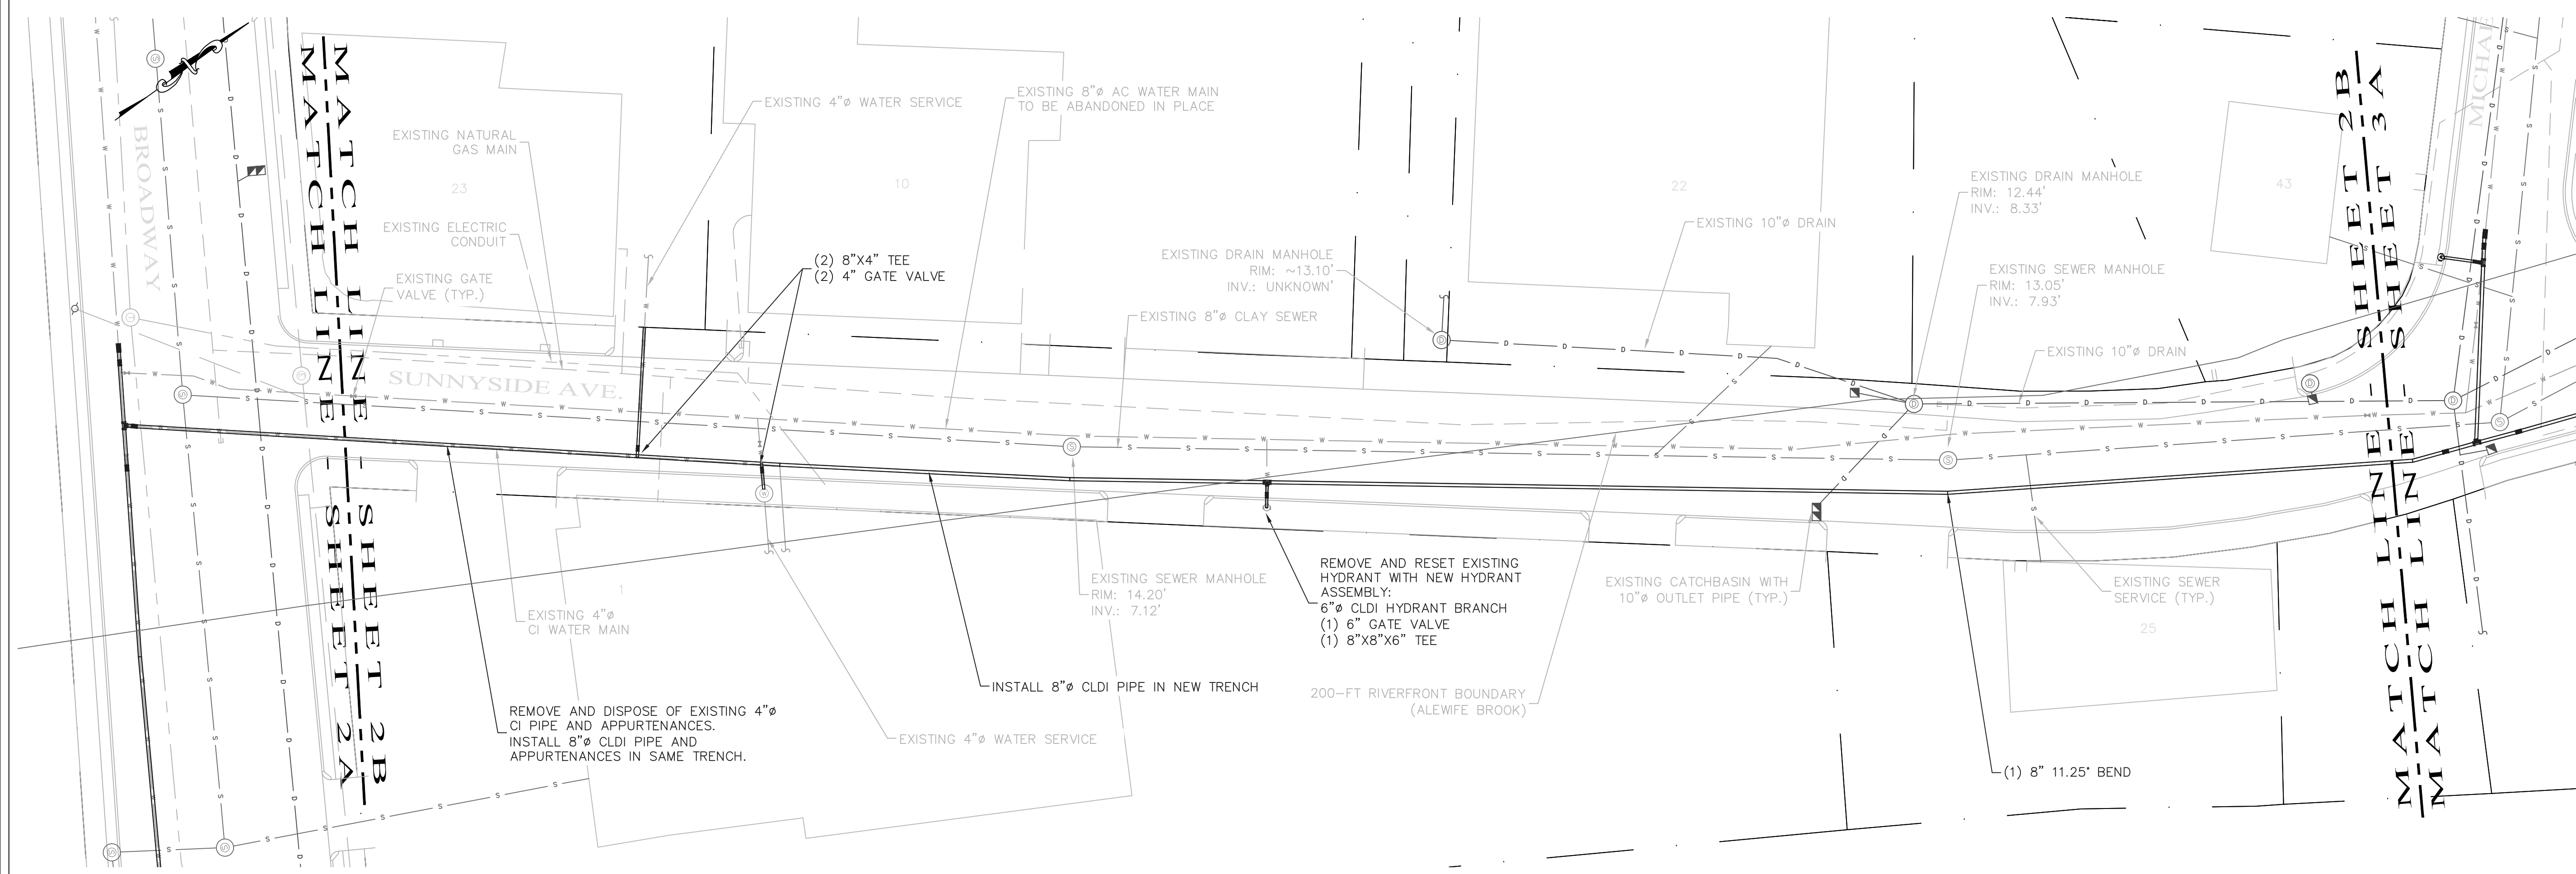 BROADWAY
MATCH LINE - SHEET 2A
MATCH LINE - SHEET 2B
EXISTING NATURAL
GAS MAIN
23
EXISTING ELECTRIC
CONDUIT
EXISTING GATE
VALVE (TYP.)
SUNNYSIDE AVE.
EXISTING 4"ø WATER SERVICE
10
EXISTING 8"ø AC WATER MAIN
TO BE ABANDONED IN PLACE
(2) 8"X4" TEE
(2) 4" GATE VALVE
EXISTING DRAIN MANHOLE
RIM: ~13.10'
INV.: UNKNOWN'
EXISTING 8"ø CLAY SEWER
22
EXISTING 10"ø DRAIN
EXISTING DRAIN MANHOLE
RIM: 12.44'
INV.: 8.33'
EXISTING SEWER MANHOLE
RIM: 13.05'
INV.: 7.93'
EXISTING 10"ø DRAIN
43
MATCH LINE - SHEET 2B
MATCH LINE - SHEET 3A
1
EXISTING 4"ø
CI WATER MAIN
REMOVE AND DISPOSE OF EXISTING 4"ø
CI PIPE AND APPURTENANCES.
INSTALL 8"ø CLDI PIPE AND
APPURTENANCES IN SAME TRENCH.
EXISTING 4"ø WATER SERVICE
INSTALL 8"ø CLDI PIPE IN NEW TRENCH
EXISTING SEWER MANHOLE
RIM: 14.20'
INV.: 7.12'
REMOVE AND RESET EXISTING
HYDRANT WITH NEW HYDRANT
ASSEMBLY:
6"ø CLDI HYDRANT BRANCH
(1) 6" GATE VALVE
(1) 8"X8"X6" TEE
200-FT RIVERFRONT BOUNDARY
(ALEWIFE BROOK)
EXISTING CATCHBASIN WITH
10"ø OUTLET PIPE (TYP.)
EXISTING SEWER
SERVICE (TYP.)
25
(1) 8" 11.25° BEND